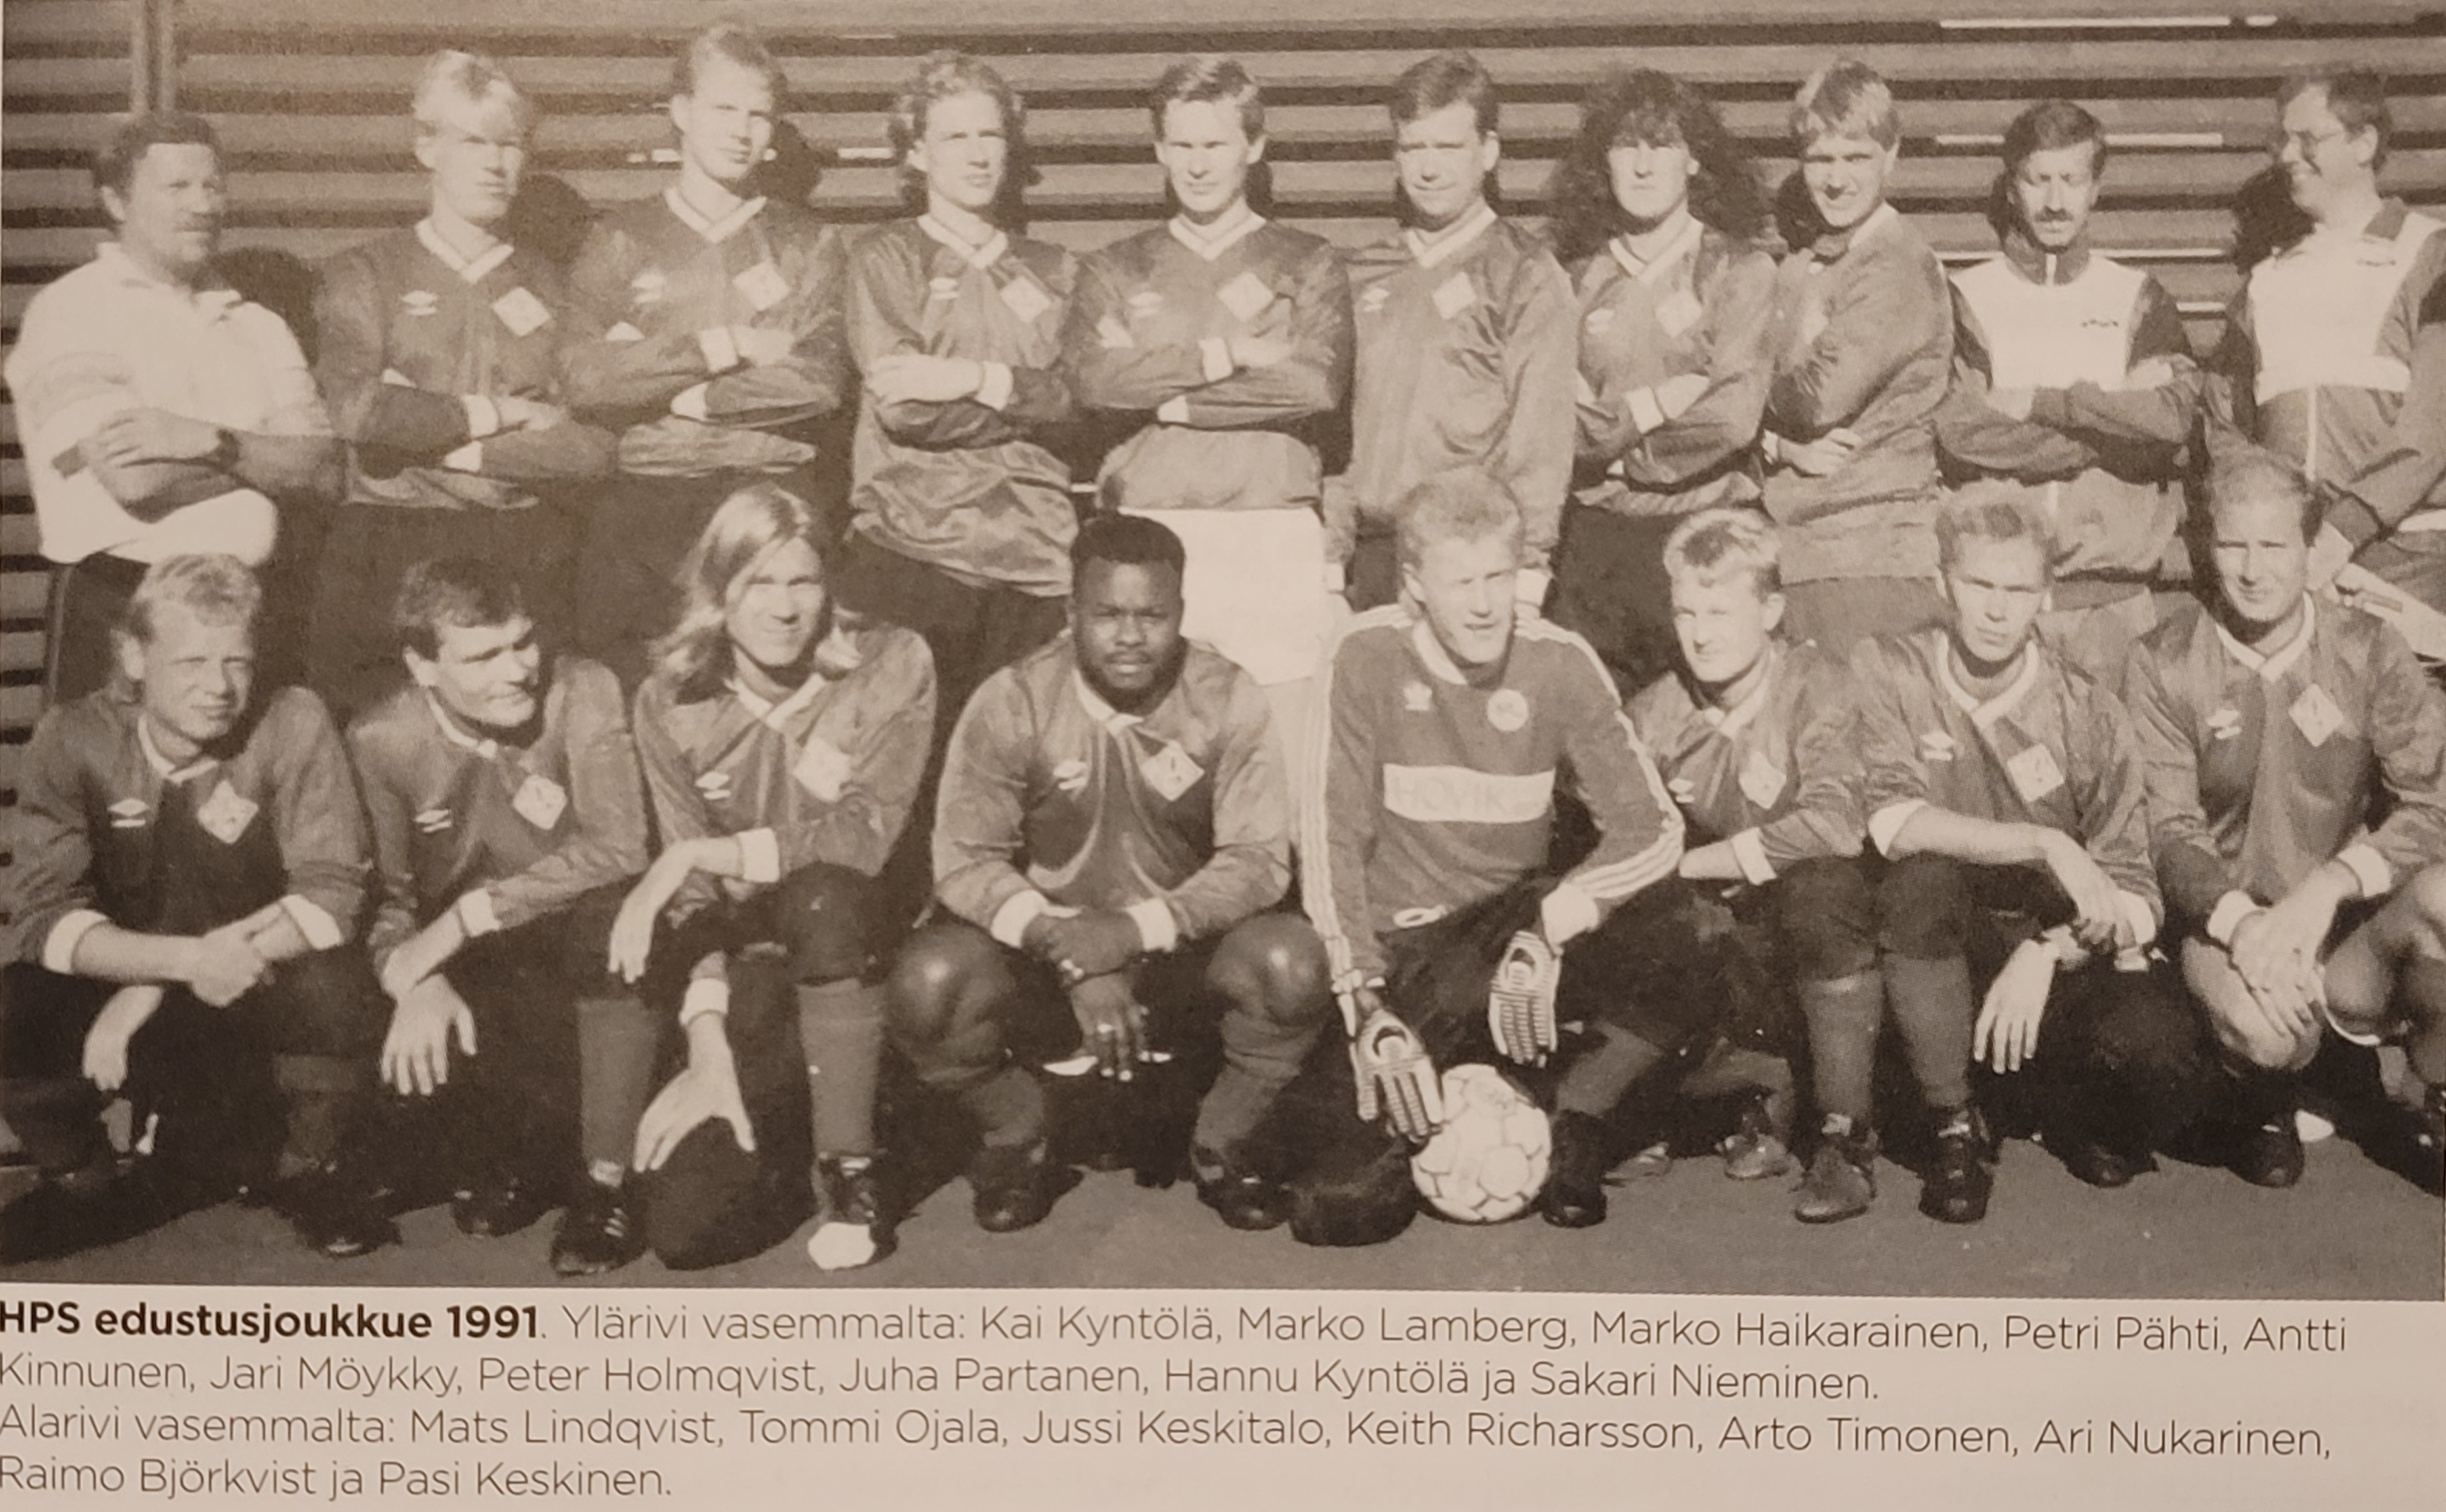 HOVIK
HPS edustusjoukkue 1991. Ylärivi vasemmalta: Kai Kyntölä, Marko Lamberg, Marko Haikarainen, Petri Pähti, Antti
Kinnunen, Jari Möykky, Peter Holmqvist, Juha Partanen, Hannu Kyntölä ja Sakari Nieminen.
Alarivi vasemmalta: Mats Lindqvist, Tommi Ojala, Jussi Keskitalo, Keith Richarsson, Arto Timonen, Ari Nukarinen,
Raimo Björkvist ja Pasi Keskinen.